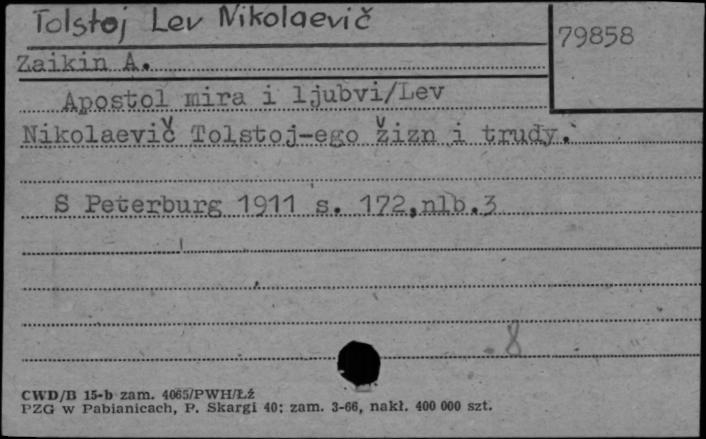 Tolstoj Lev Nikolaevič
79858
Zaikin A.
Apostol mira i ljubvi/Lev
Nikolaevič Tolstoj-ego žizn i trudy.
S Peterburg 1911 s. 172,nlb.3
8
CWD/B 15-b zam. 4065/PWH/Łź
PZG w Pabianicach, P. Skargi 40; zam. 3-66, nakł. 400 000 szt.